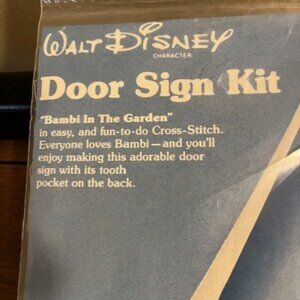 WALT DISNEY
CHARACTER
Door Sign Kit
"Bambi In The Garden"
in easy, and fun-to-do Cross-Stitch.
Everyone loves Bambi—and you'll
enjoy making this adorable door
sign with its tooth
pocket on the back.